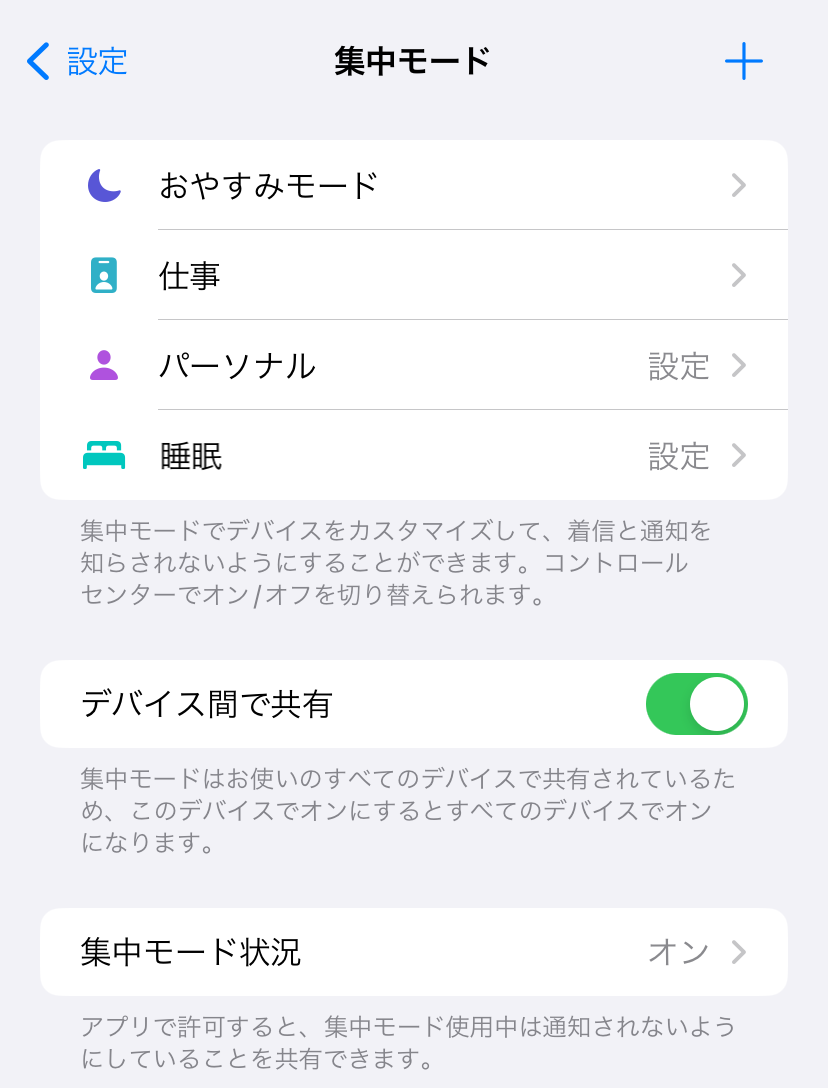 設定
集中モード
おやすみモード
仕事
パーソナル 設定
睡眠 設定
集中モードでデバイスをカスタマイズして、着信と通知を
知らされないようにすることができます。コントロール
センターでオン/オフを切り替えられます。
デバイス間で共有
集中モードはお使いのすべてのデバイスで共有されているた
め、このデバイスでオンにするとすべてのデバイスでオン
になります。
集中モード状況 オン
アプリで許可すると、集中モード使用中は通知されないよう
にしていることを共有できます。